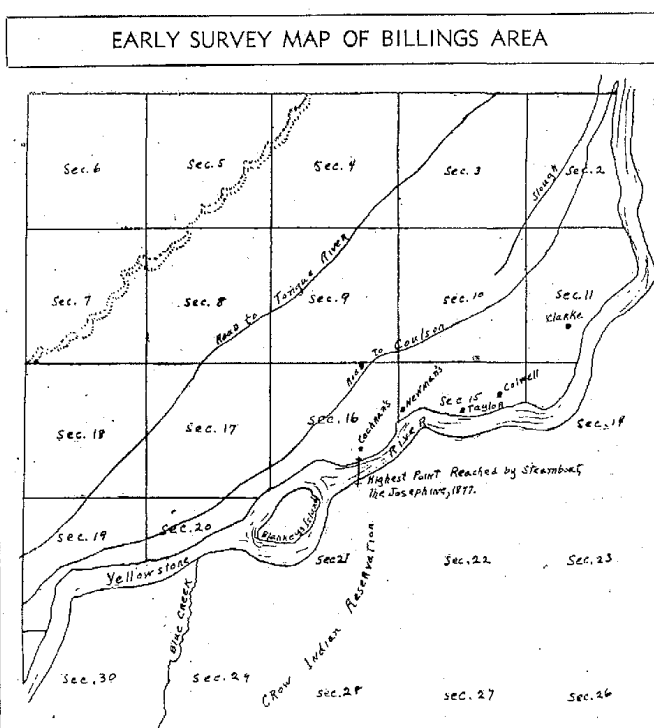 EARLY SURVEY MAP OF BILLINGS AREA
Sec. 6
Sec. 5
Sec. 4
Sec. 3
Slough
Sec. 2
Sec. 7
Sec. 8
Road to Tongue River
Sec. 9
Sec. 10
Sec. 11
Clarke
Road to Coulson
Sec. 18
Sec. 17
Sec. 16
Cochran's
Newman's
Sec 15
Taylor
Colwell
Sec. 14
RIVER
Highest Point Reached by Steamboat,
The Josephine, 1877.
Sec. 19
Sec. 20
Island
Yellowstone
Sec 21
Sec. 22
Sec. 23
Blue Creek
CROW Indian Reservation
Sec. 30
Sec. 29
Sec. 28
Sec. 27
Sec. 26